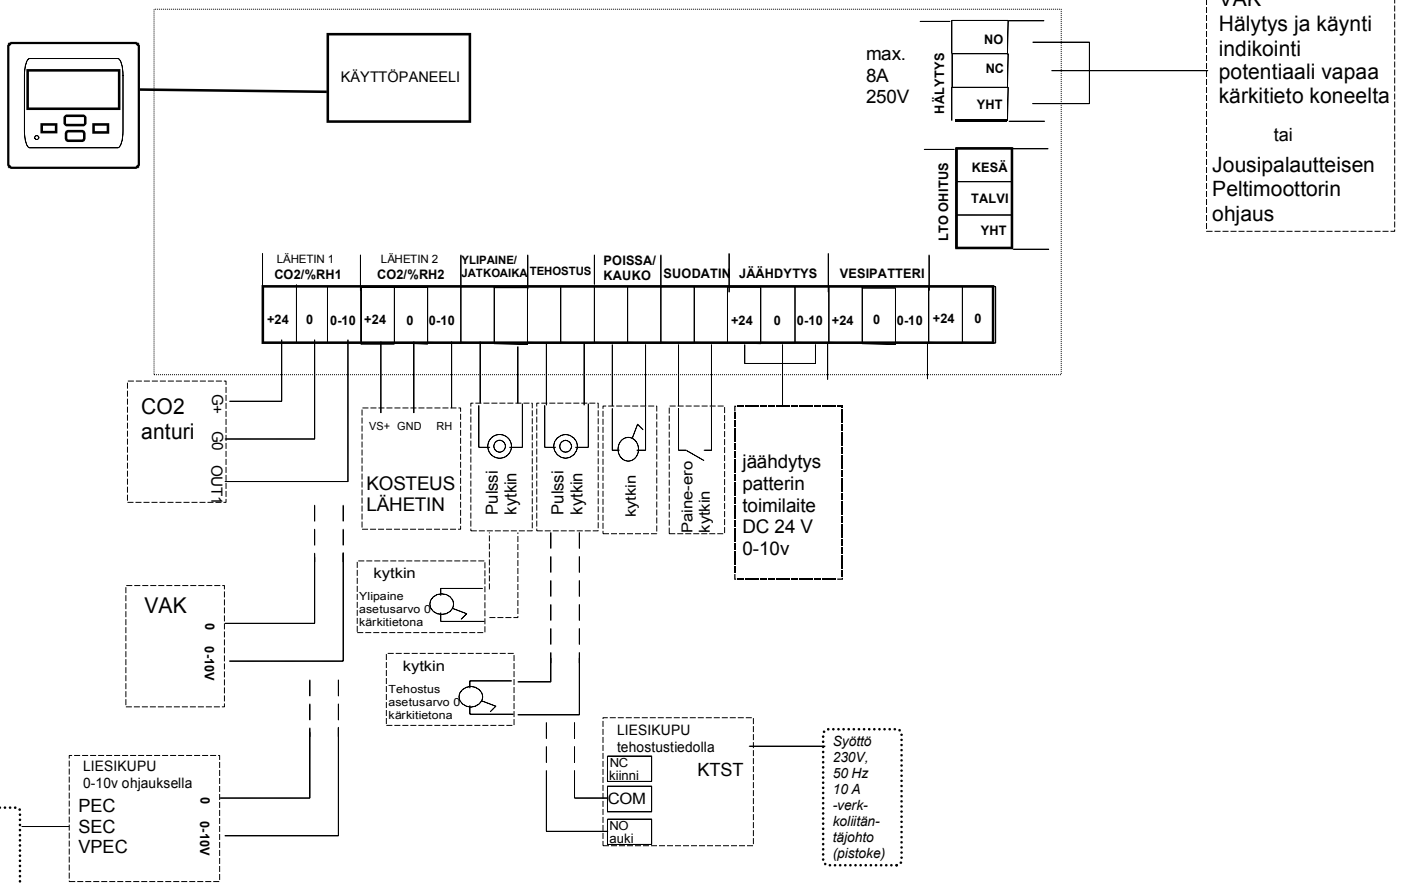 VAK
Hälytys ja käynti
indikointi
potentiaali vapaa
kärkitieto koneelta
tai
Jousipalautteisen
Peltimoottorin
ohjaus
KÄYTTÖPANEELI
max.
8A
250V
HÄLYTYS
NO
NC
YHT
LTO OHITUS
KESÄ
TALVI
YHT
LÄHETIN 1
CO2/%RH1
LÄHETIN 2
CO2/%RH2
YLIPAINE/
JATKOAIKA
TEHOSTUS
POISSA/
KAUKO
SUODATIN
JÄÄHDYTYS
VESIPATTERI
+24 0 0-10 +24 0 0-10 +24 0 0-10 +24 0 0-10 +24 0
CO2
anturi
G+
G0
OUT1
VS+ GND RH
KOSTEUS
LÄHETIN
Pulssi
kytkin
Pulssi
kytkin
kytkin
Paine-ero
kytkin
jäähdytys
patterin
toimilaite
DC 24 V
0-10v
kytkin
Ylipaine
asetusarvo 0
kärkitietona
VAK
0
0-10V
kytkin
Tehostus
asetusarvo 0
kärkitietona
LIESIKUPU
0-10v ohjauksella
PEC
SEC
VPEC
0
0-10V
LIESIKUPU
tehostustiedolla
KTST
NC
kiinni
COM
NO
auki
Syöttö
230V,
50 Hz
10 A
-verk-
koliitän-
täjohto
(pistoke)